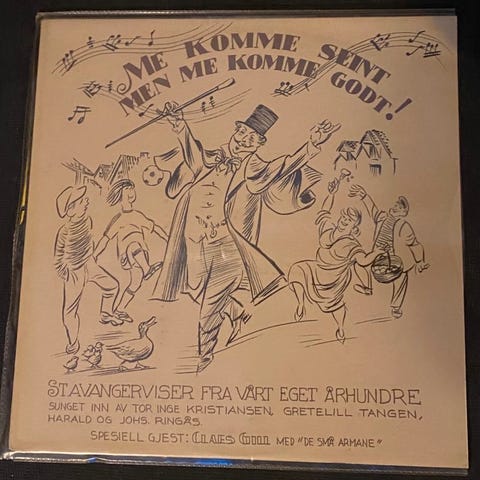 ME KOMME SEINT
MEN ME KOMME GODT!
STAVANGERVISER FRA VÅRT EGET ÅRHUNDRE
SUNGET INN AV TOR INGE KRISTIANSEN, GRETELILL TANGEN,
HARALD OG JOHS. RINGÅS.
SPESIELL GJEST: CLAES GILL MED "DE SMÅ ARMANE"